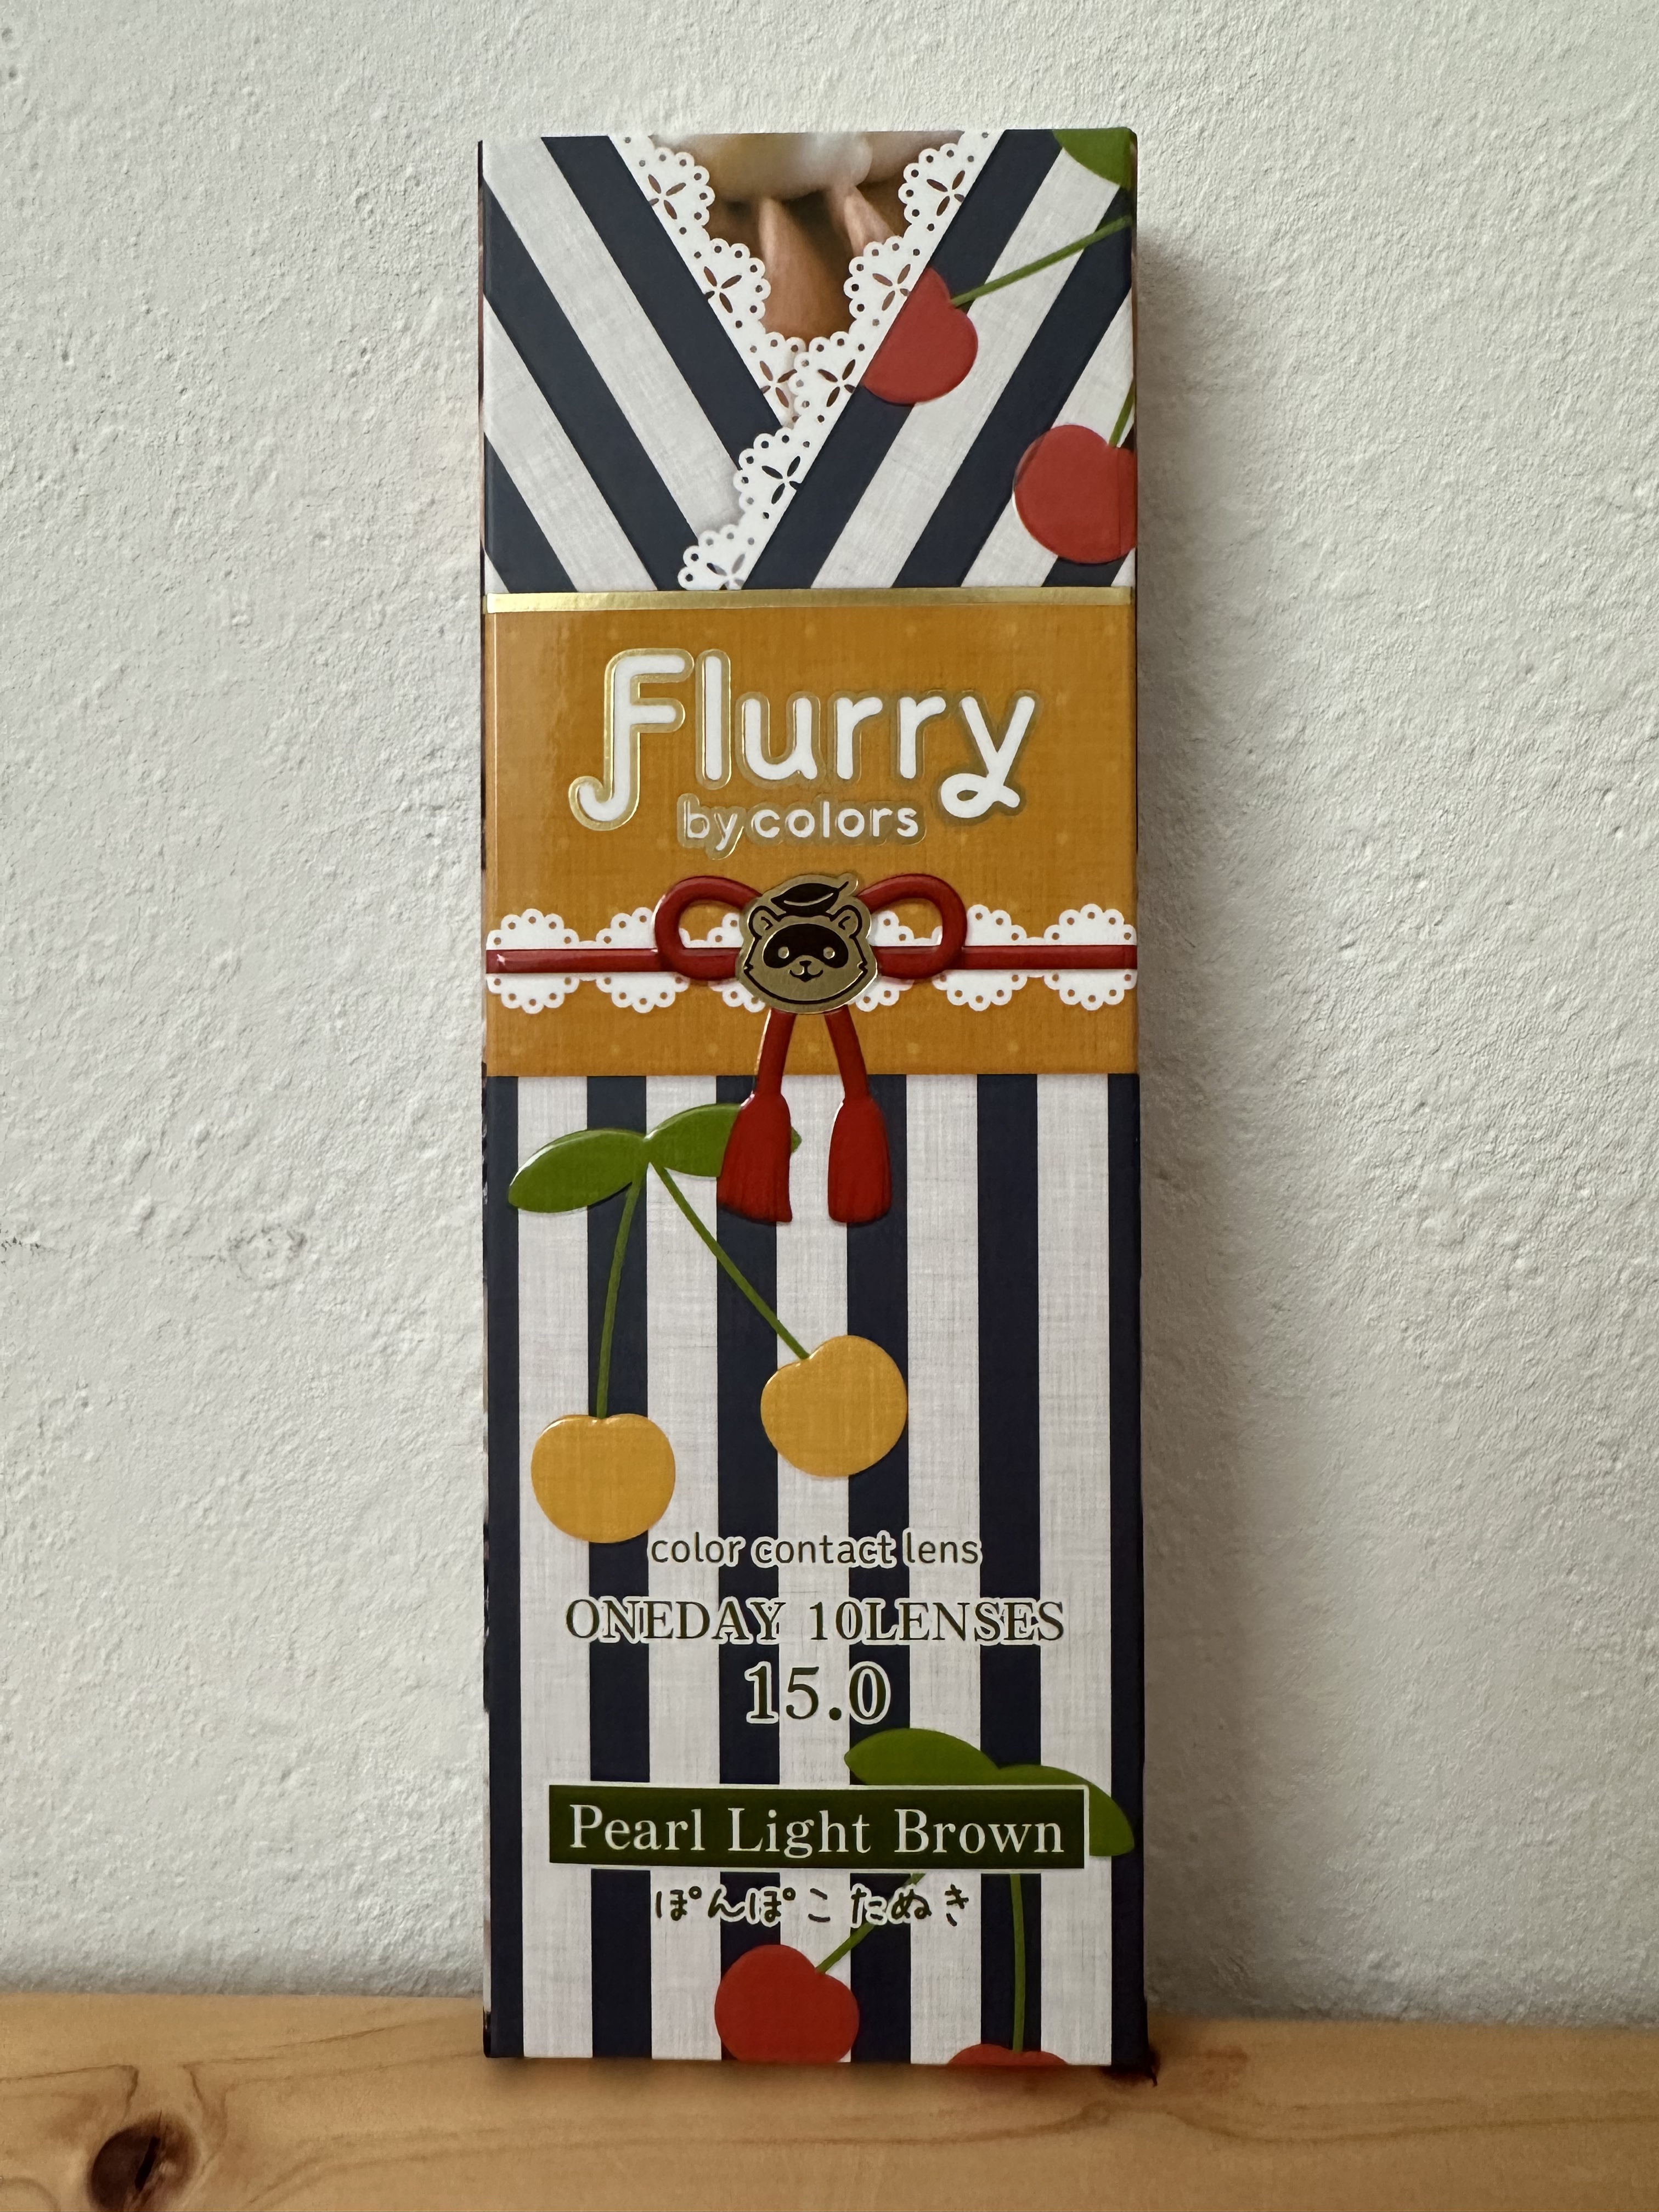 Flurry
by colors
color contact lens
ONEDAY 10LENSES
15.0
Pearl Light Brown
ぽんぽこたぬき